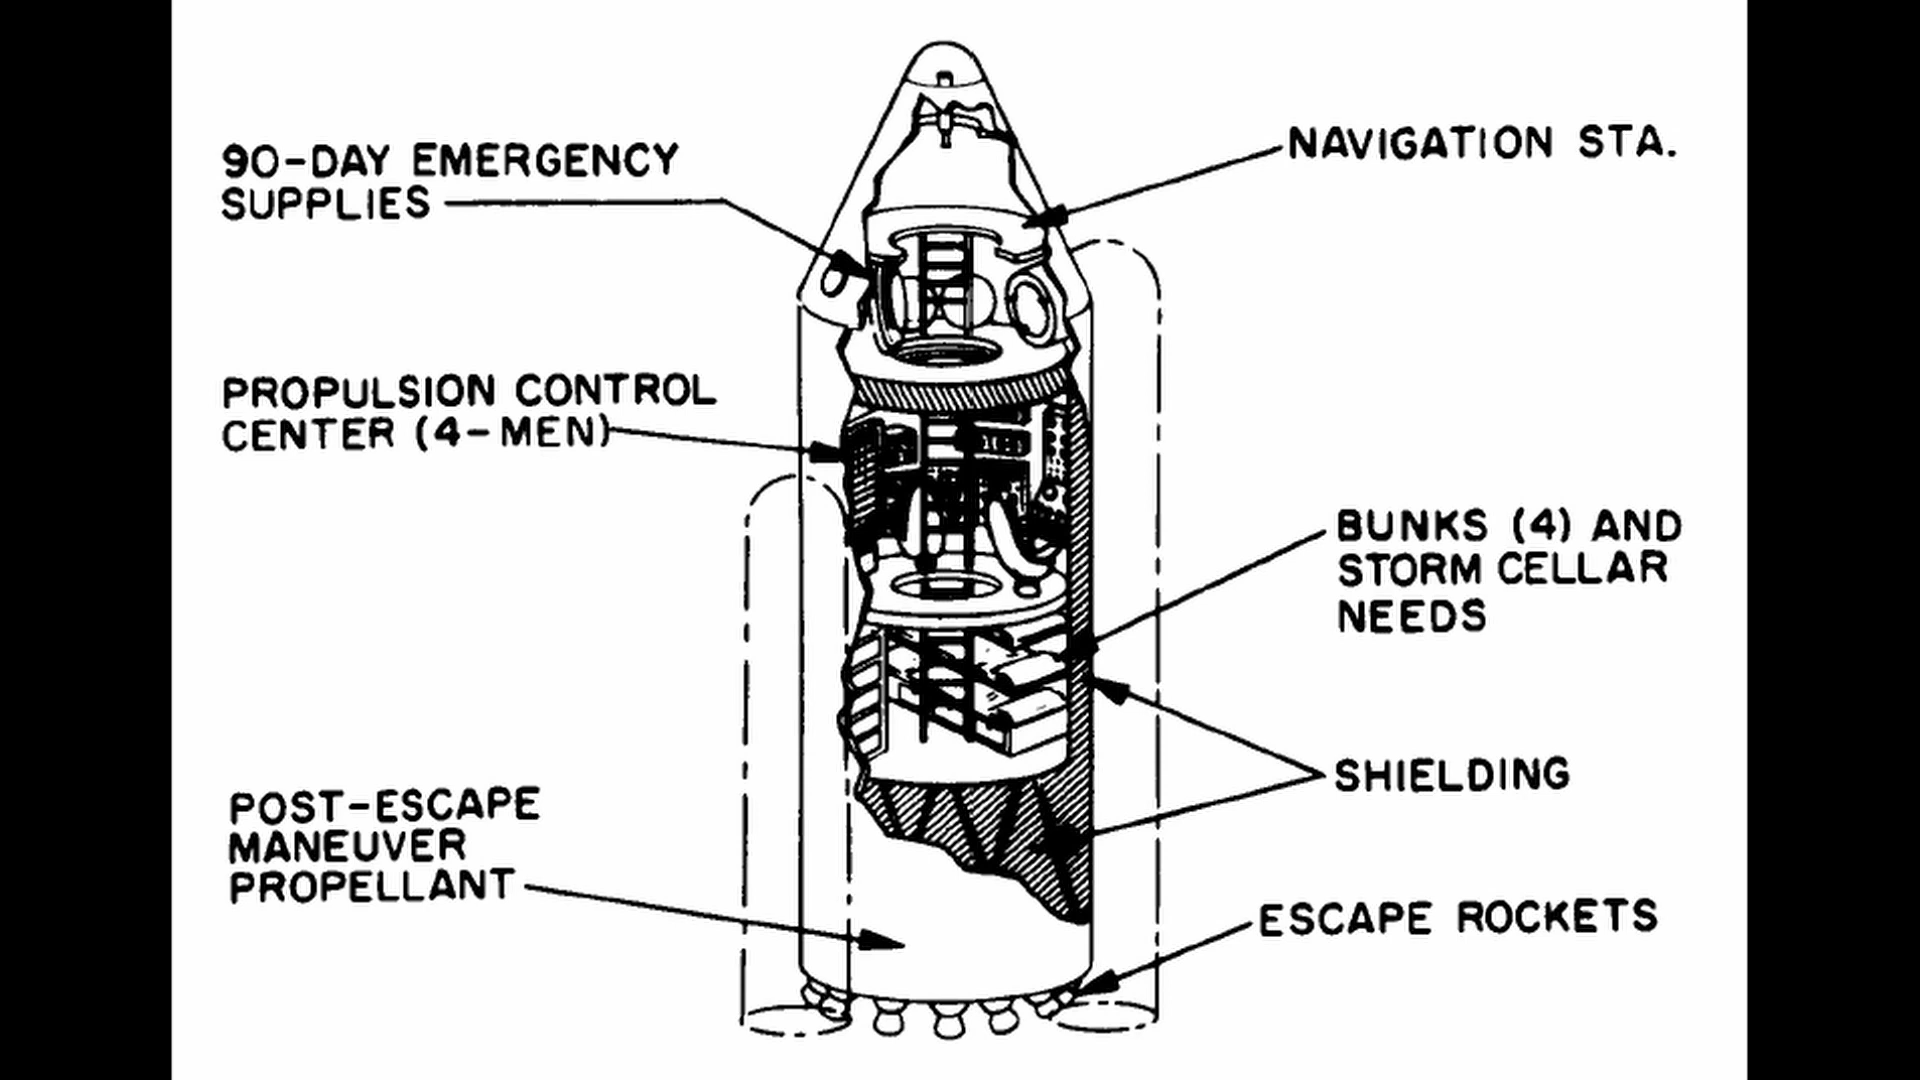 90-DAY EMERGENCY
SUPPLIES
NAVIGATION STA.
PROPULSION CONTROL
CENTER (4-MEN)
BUNKS (4) AND
STORM CELLAR
NEEDS
SHIELDING
POST-ESCAPE
MANEUVER
PROPELLANT
ESCAPE ROCKETS